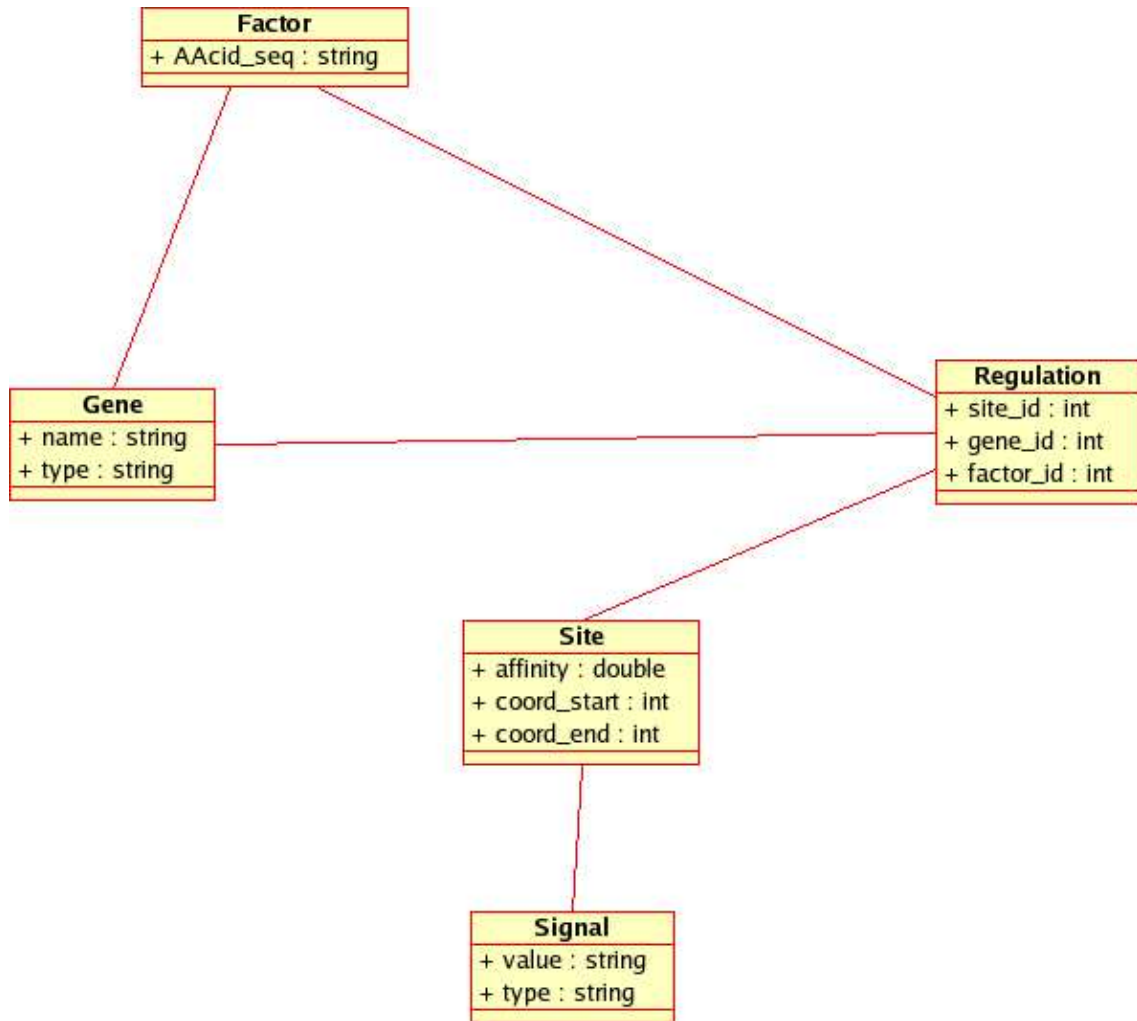 Factor
+ AAcid_seq : string
Gene
+ name : string
+ type : string
Regulation
+ site_id : int
+ gene_id : int
+ factor_id : int
Site
+ affinity : double
+ coord_start : int
+ coord_end : int
Signal
+ value : string
+ type : string